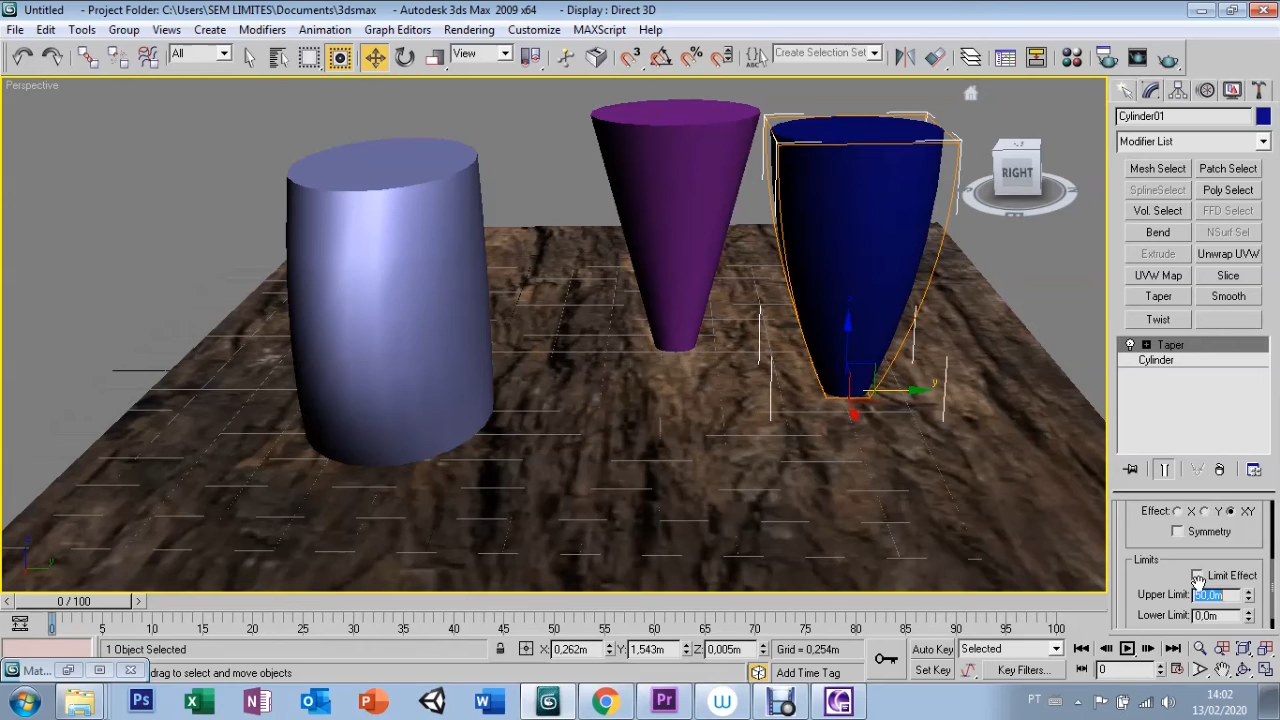 Untitled - Project Folder: C:\Users\SEM LIMITES\Documents\3dsmax - Autodesk 3ds Max 2009 x64 - Display : Direct 3D
File Edit Tools Group Views Create Modifiers Animation Graph Editors Rendering Customize MAXScript Help
All View Create Selection Set
Perspective
RIGHT
Cylinder01
Modifier List
Mesh Select Patch Select
SplineSelect Poly Select
Vol. Select FFD Select
Bend NSurf Sel
Extrude Unwrap UVW
UVW Map Slice
Taper Smooth
Twist
Taper
Cylinder
Effect: X Y XY
Symmetry
Limits
Limit Effect
Upper Limit: 50,0m
Lower Limit: 0,0m
0 / 100
0 5 10 15 20 25 30 35 40 45 50 55 60 65 70 75 80 85 90 95 100
1 Object Selected X: 0,262m Y: 1,543m Z: 0,005m Grid = 0,254m Auto Key Selected
Mat... drag to select and move objects Add Time Tag Set Key Key Filters... 0
PT 14:02
13/02/2020